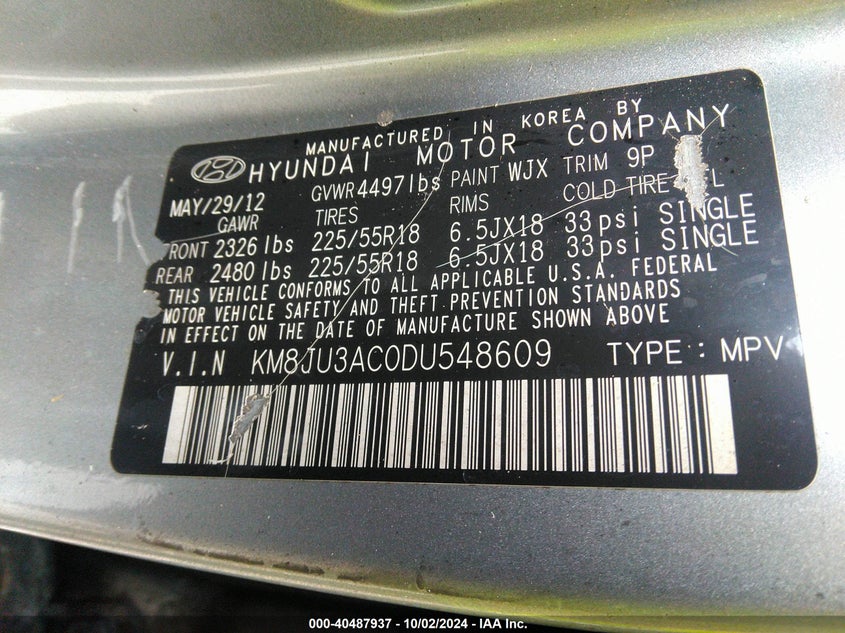 MANUFACTURED IN KOREA BY
HYUNDAI MOTOR COMPANY
MAY/29/12 GVWR 4497lbs PAINT WJX TRIM 9P
GAWR TIRES RIMS COLD TIRE
RONT 2326 lbs 225/55R18 6.5JX18 33psi SINGLE
REAR 2480 lbs 225/55R18 6.5JX18 33psi SINGLE
THIS VEHICLE CONFORMS TO ALL APPLICABLE U.S.A. FEDERAL
MOTOR VEHICLE SAFETY AND THEFT PREVENTION STANDARDS
IN EFFECT ON THE DATE OF MANUFACTURE SHOWN ABOVE
V.I.N KM8JU3AC0DU548609 TYPE : MPV
000-40487937 - 10/02/2024 - IAA Inc.